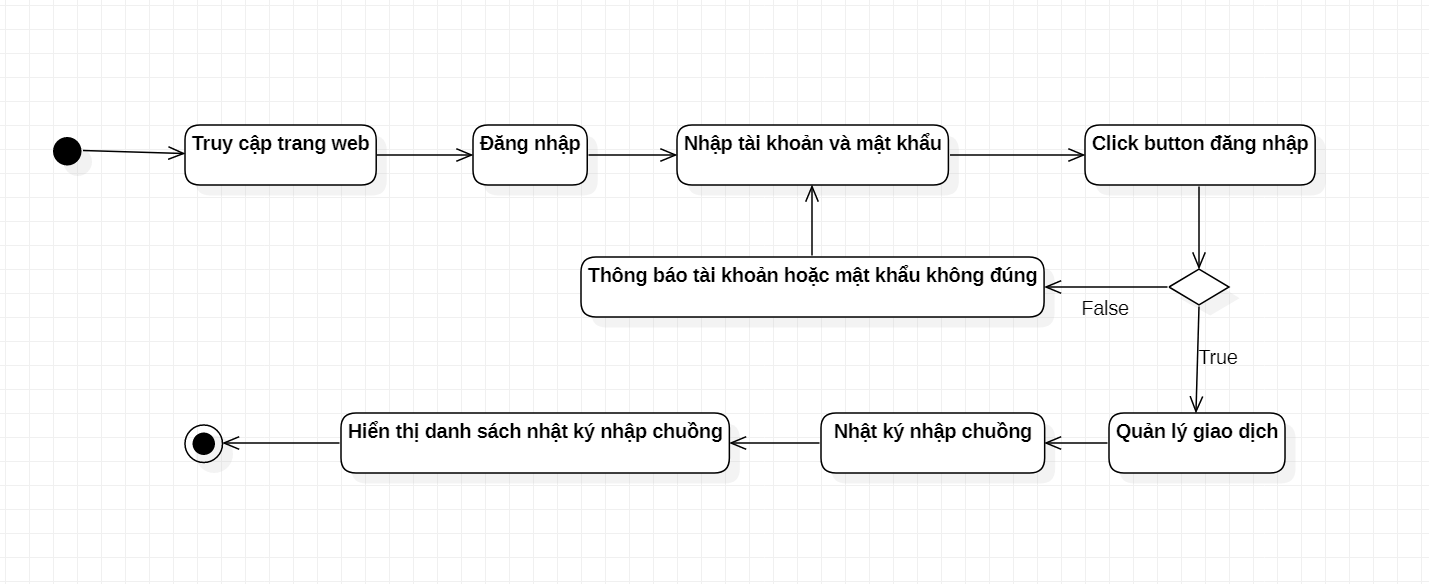 Truy cập trang web
Đăng nhập
Nhập tài khoản và mật khẩu
Click button đăng nhập
Thông báo tài khoản hoặc mật khẩu không đúng
False
True
Hiển thị danh sách nhật ký nhập chuồng
Nhật ký nhập chuồng
Quản lý giao dịch